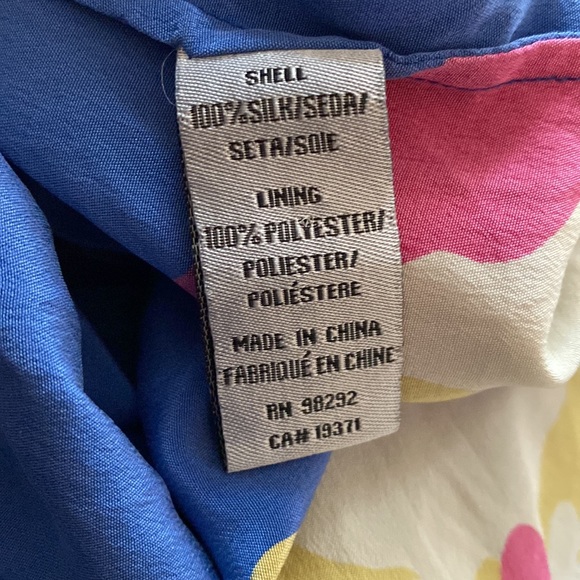 SHELL
100%SILK/SEDA/
SETA/SOIE
LINING
100% POLYESTER/
POLIESTER/
POLIÉSTERE
MADE IN CHINA
FABRIQUÉ EN CHINE
RN 98292
CA# 19371